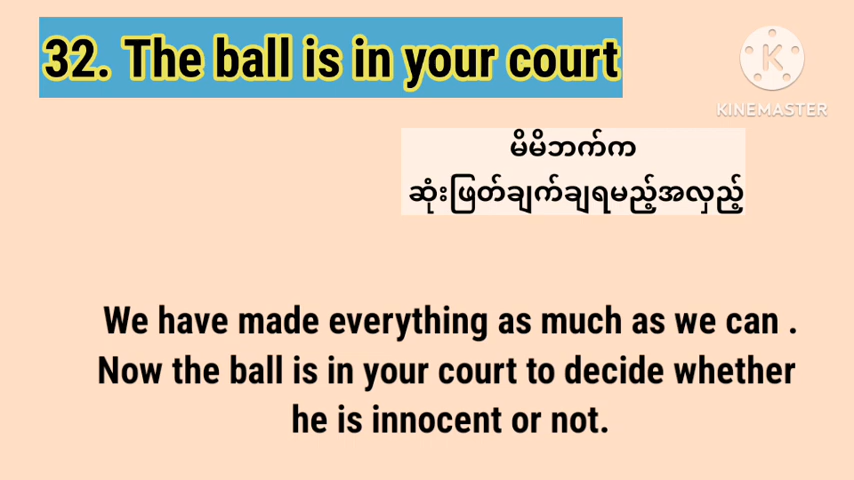 32. The ball is in your court
KINEMASTER
မိမိဘက်က
ဆုံးဖြတ်ချက်ချရမည့်အလှည့်
We have made everything as much as we can .
Now the ball is in your court to decide whether
he is innocent or not.